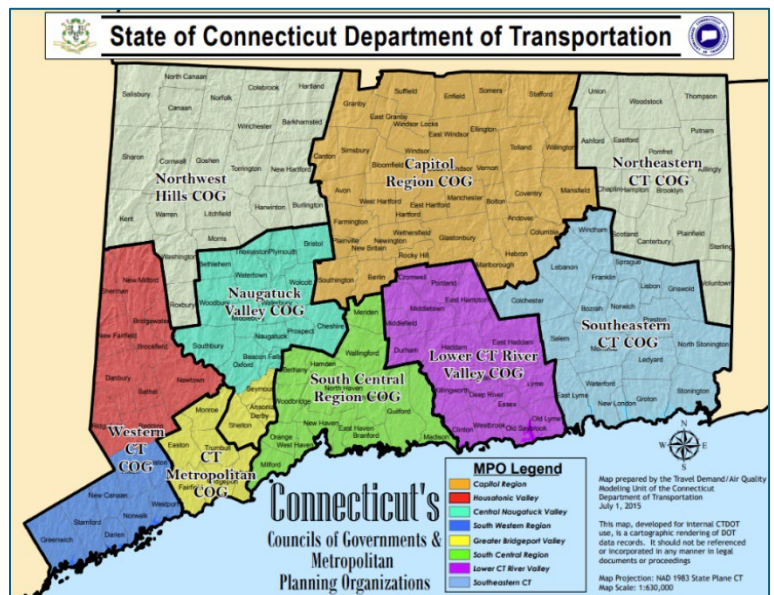 State of Connecticut Department of Transportation
North Canaan
Colebrook
Hartland
Salisbury
Norfolk
Canaan
Winchester
Barkhamsted
Sharon
Cornwall
Goshen
Torrington
New Hartford
Northwest
Hills COG
Kent
Warren
Litchfield
Harwinton
Burlington
Morris
Washington
Roxbury
Suffield
Enfield
Somers
Stafford
Granby
East Granby
Windsor Locks
East Windsor
Ellington
Simsbury
Windsor
Tolland
Willington
Canton
Bloomfield
Windsor
Vernon
Capitol
Region COG
Avon
West Hartford
East Hartford
Manchester
Bolton
Coventry
Mansfield
Hartford
Farmington
Andover
Wethersfield
Columbia
Plainville
Newington
Glastonbury
New Britain
Hebron
Rocky Hill
Southington
Berlin
Marlborough
Union
Woodstock
Thompson
Putnam
Ashford
Eastford
Pomfret
Northeastern
CT COG
Killingly
Chaplin
Hampton
Brooklyn
Scotland
Canterbury
Plainfield
Sterling
Voluntown
Bristol
Thomaston
Plymouth
Bethlehem
Watertown
Wolcott
Woodbury
Waterbury
Naugatuck
Valley COG
Middlebury
Prospect
Cheshire
Naugatuck
Southbury
Beacon Falls
Oxford
Seymour
Ansonia
Derby
Shelton
New Milford
Sherman
Bridgewater
New Fairfield
Brookfield
Danbury
Bethel
Newtown
Western
CT
COG
New Canaan
Westport
Stamford
Norwalk
Darien
Greenwich
Monroe
Easton
Trumbull
CT
Metropolitan
COG
Fairfield
Meriden
Wallingford
Hamden
Bethany
North Haven
South Central
Region COG
Woodbridge
Guilford
New Haven
East Haven
Branford
Orange
West Haven
Madison
Milford
Cromwell
Portland
Middletown
East Hampton
Middlefield
Durham
Haddam
East Haddam
Lower CT River
Valley COG
Killingworth
Deep River
Lyme
Essex
Old Lyme
Clinton
Westbrook
Old Saybrook
Windham
Lebanon
Sprague
Franklin
Lisbon
Griswold
Colchester
Bozrah
Norwich
Preston
Southeastern
CT COG
Salem
North Stonington
Ledyard
Waterford
East Lyme
New London
Groton
Stonington
N
W
E
S
Connecticut's
Councils of Governments &
Metropolitan
Planning Organizations
MPO Legend
Capitol Region
Housatonic Valley
Central Naugatuck Valley
South Western Region
Greater Bridgeport Valley
South Central Region
Lower CT River Valley
Southeastern CT
Map prepared by the Travel Demand/Air Quality
Modeling Unit of the Connecticut
Department of Transportation
July 1, 2015
This map, developed for internal CTDOT
use, is a cartographic rendering of DOT
data records. It should not be referenced
or incorporated in any manner in legal
documents or proceedings
Map Projection: NAD 1983 State Plane CT
Map Scale: 1:630,000